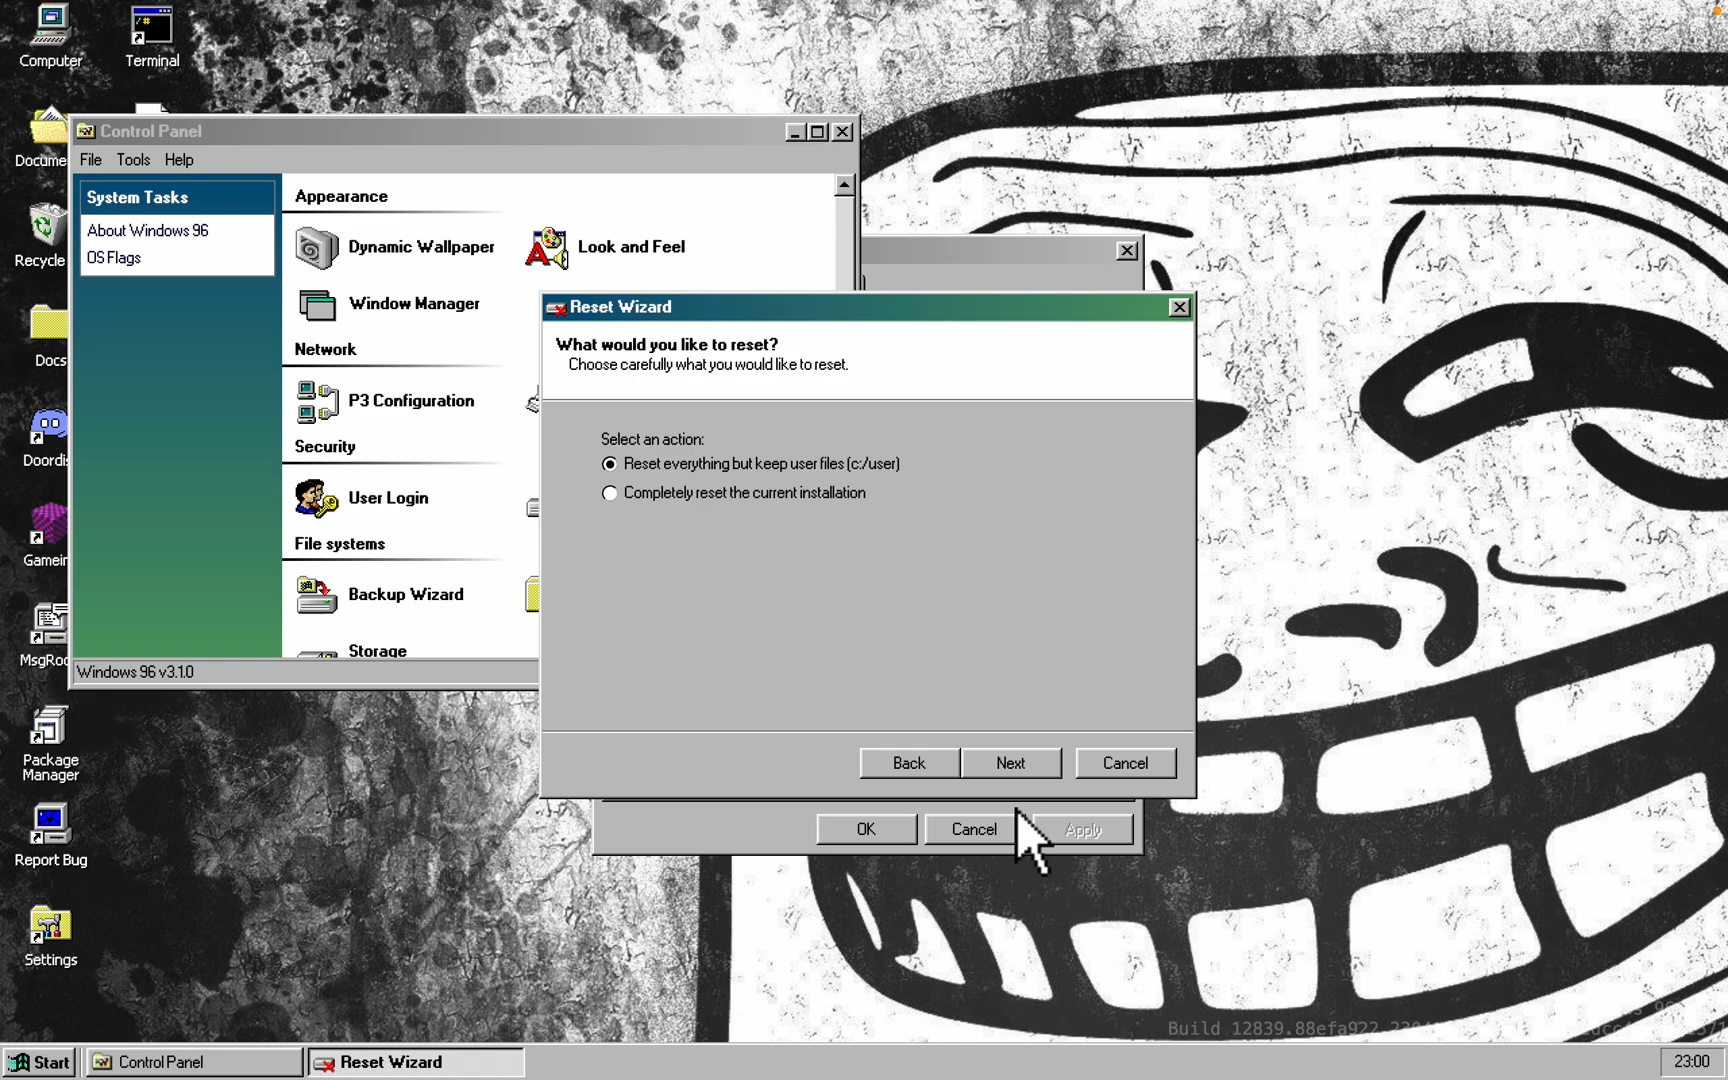 Computer
Terminal
Docume
Recycle
Docs
Doordis
Gamein
MsgRoo
Package
Manager
Report Bug
Settings
Control Panel
File Tools Help
System Tasks
About Windows 96
OS Flags
Appearance
Dynamic Wallpaper
Look and Feel
Window Manager
Network
P3 Configuration
Security
User Login
File systems
Backup Wizard
Storage
Windows 96 v3.1.0
Reset Wizard
What would you like to reset?
Choose carefully what you would like to reset.
Select an action:
Reset everything but keep user files (c:/user)
Completely reset the current installation
Back Next Cancel
OK Cancel Apply
Build 12839.88efa922
Start Control Panel Reset Wizard 23:00